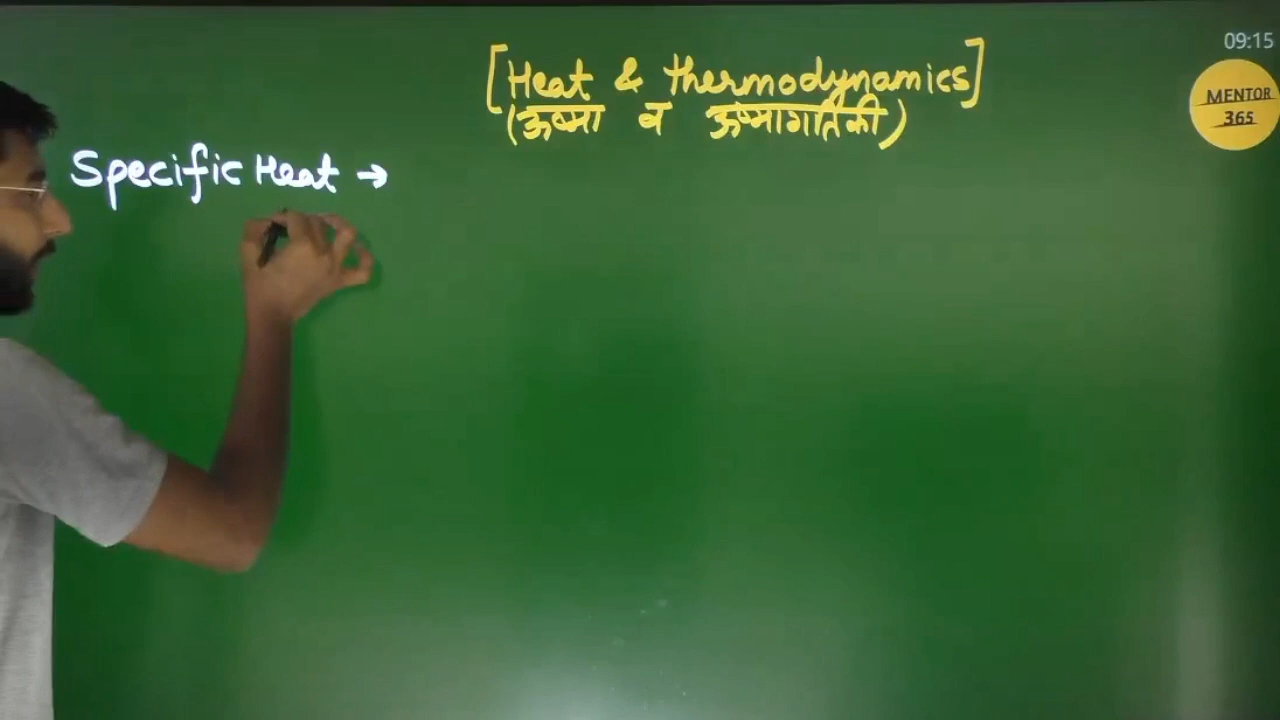 09:15
[Heat & thermodynamics]
(ऊष्मा व ऊष्मागतिकी)
MENTOR
365
Specific Heat →